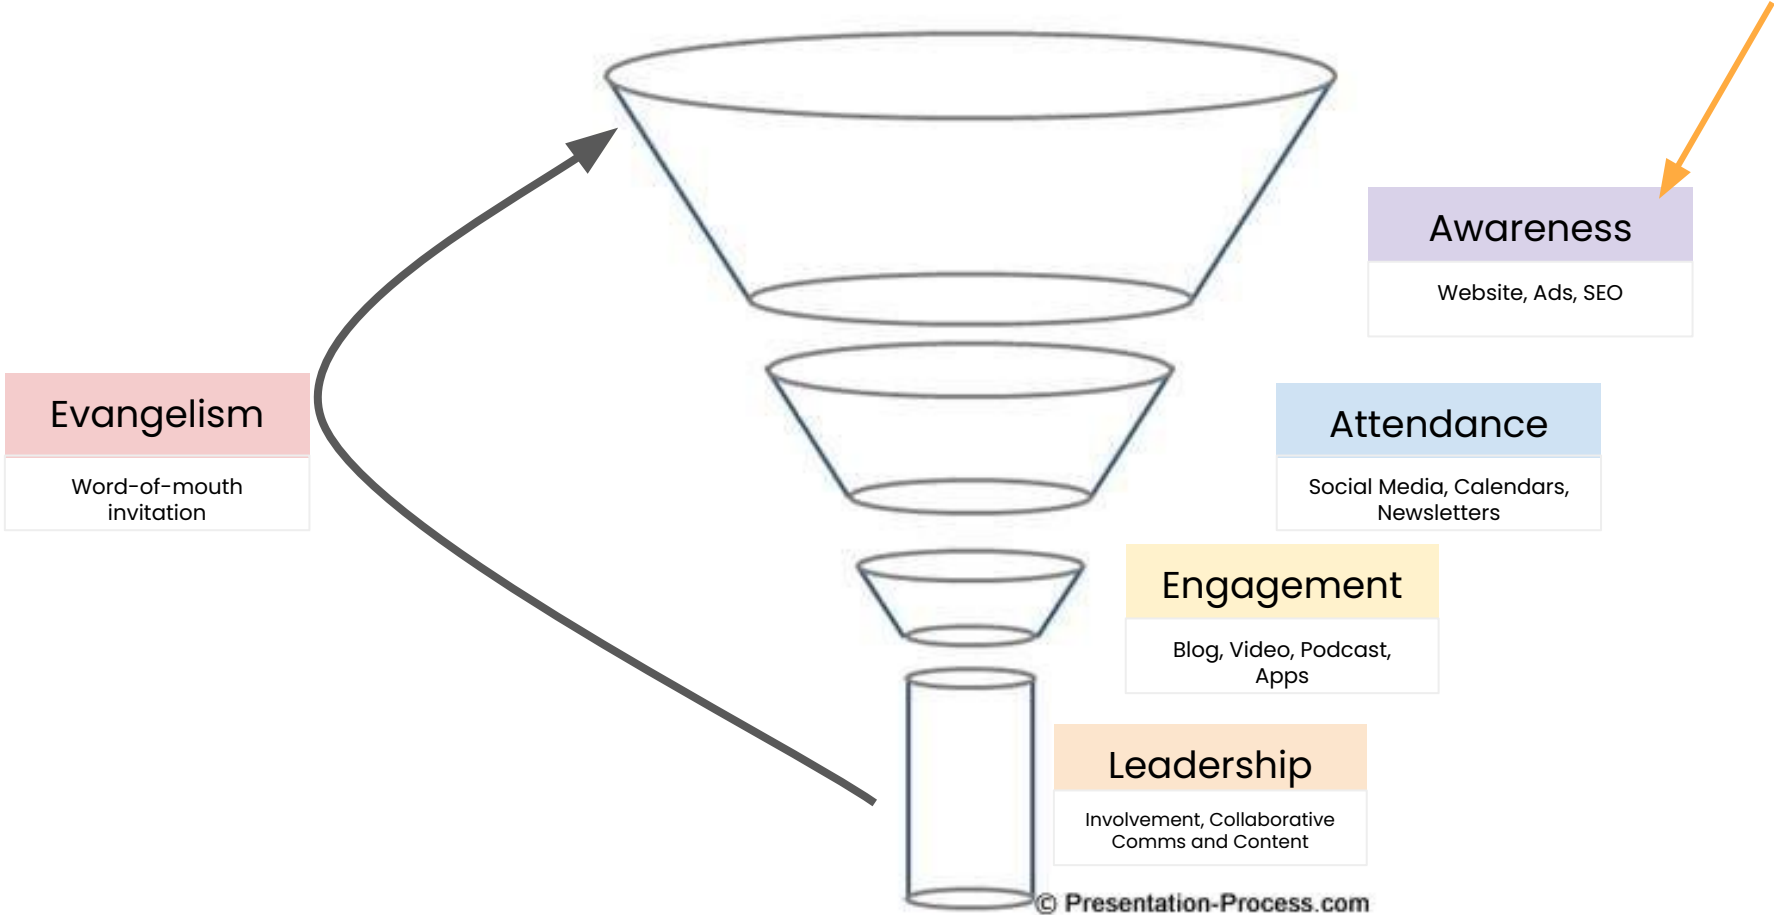 Awareness
Website, Ads, SEO
Evangelism
Word-of-mouth
invitation
Attendance
Social Media, Calendars,
Newsletters
Engagement
Blog, Video, Podcast,
Apps
Leadership
Involvement, Collaborative
Comms and Content
© Presentation-Process.com